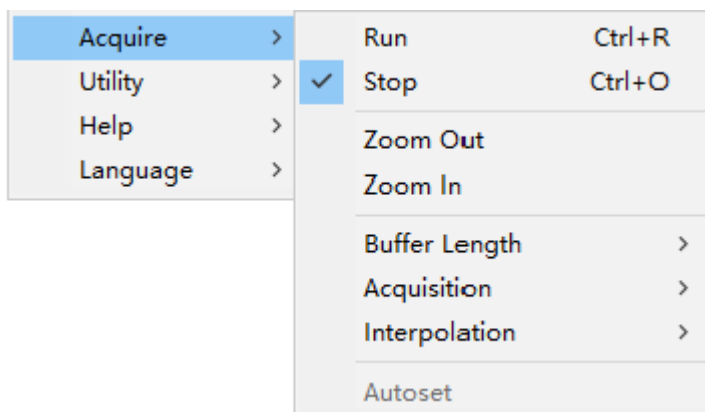 Acquire
Utility
Help
Language
Run Ctrl+R
Stop Ctrl+O
Zoom Out
Zoom In
Buffer Length
Acquisition
Interpolation
Autoset